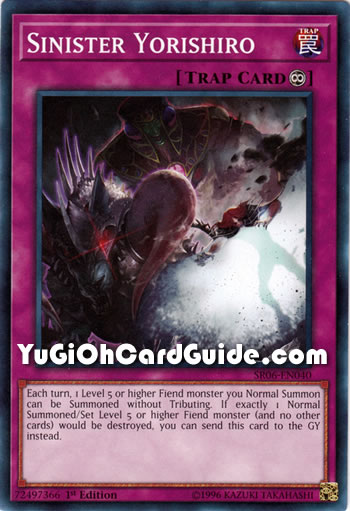 SINISTER YORISHIRO
TRAP
罠
[TRAP CARD∞]
YuGiOhCardGuide.com
SR06-EN040
Each turn, 1 Level 5 or higher Fiend monster you Normal Summon
can be Summoned without Tributing. If exactly 1 Normal
Summoned/Set Level 5 or higher Fiend monster (and no
other cards) would be destroyed, you can send this card to the GY
instead.
72497366 1st Edition ©1996 KAZUKI TAKAHASHI